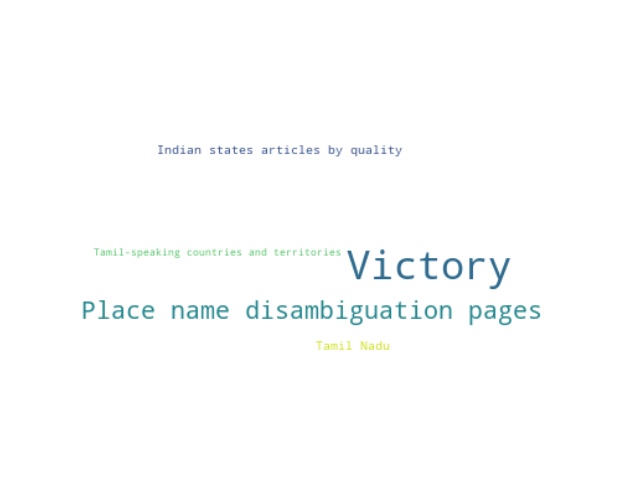 Indian states articles by quality
Tamil-speaking countries and territories
Victory
Place name disambiguation pages
Tamil Nadu